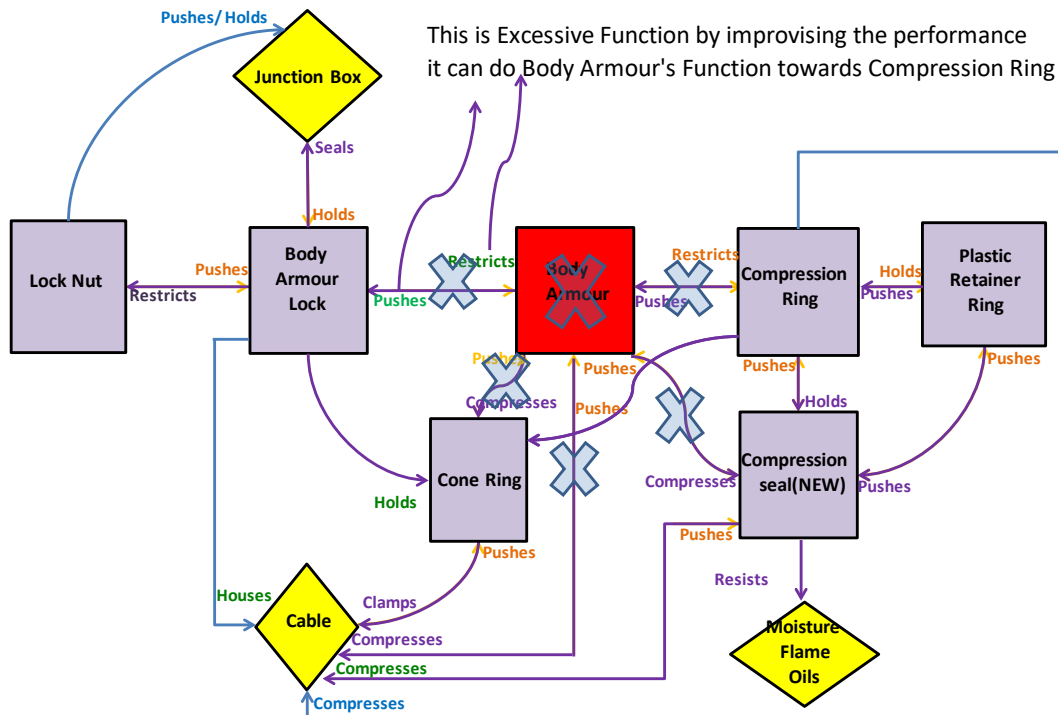 Pushes/ Holds
This is Excessive Function by improvising the performance
it can do Body Armour's Function towards Compression Ring
Junction Box
Seals
Holds
Lock Nut
Pushes
Restricts
Body
Armour
Lock
Restricts
Pushes
Body
Armour
Restricts
Pushes
Compression
Ring
Holds
Pushes
Plastic
Retainer
Ring
Pushes
Pushes
Compresses
Pushes
Pushes
Holds
Pushes
Cone Ring
Holds
Compression
seal(NEW)
Compresses
Pushes
Pushes
Pushes
Resists
Houses
Clamps
Cable
Compresses
Compresses
Compresses
Moisture
Flame
Oils